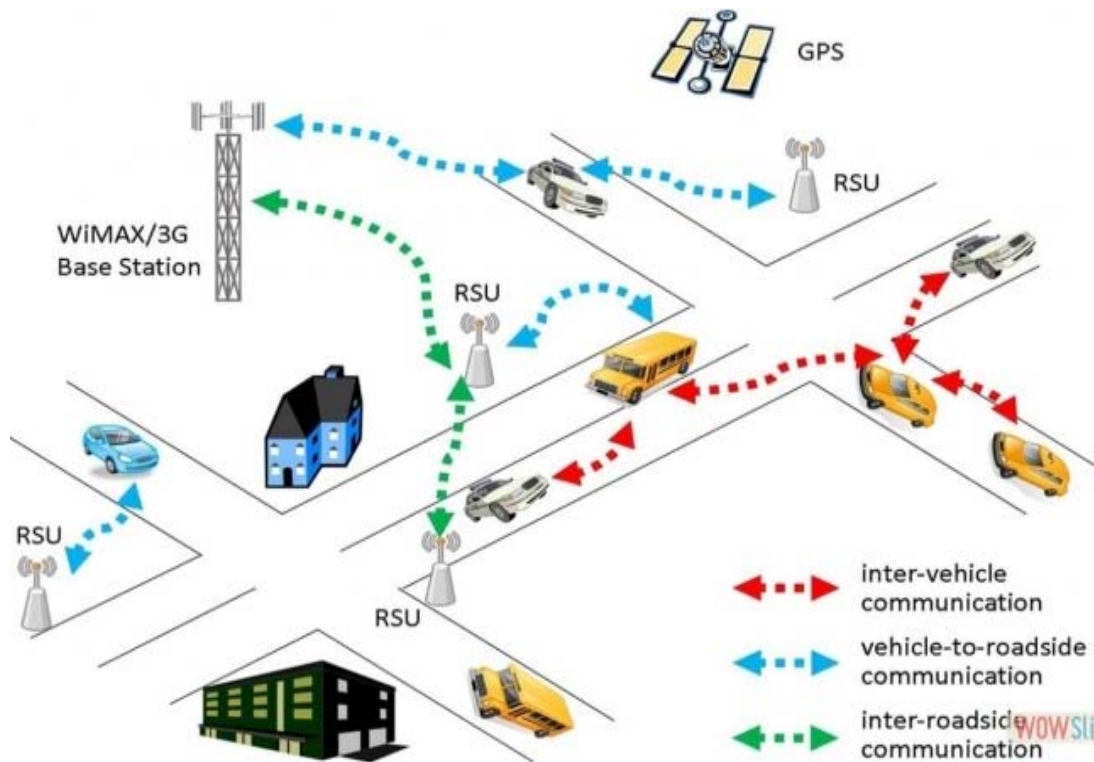 GPS
RSU
WiMAX/3G
Base Station
RSU
RSU
RSU
inter-vehicle
communication
vehicle-to-roadside
communication
inter-roadside
communication
WOWSli